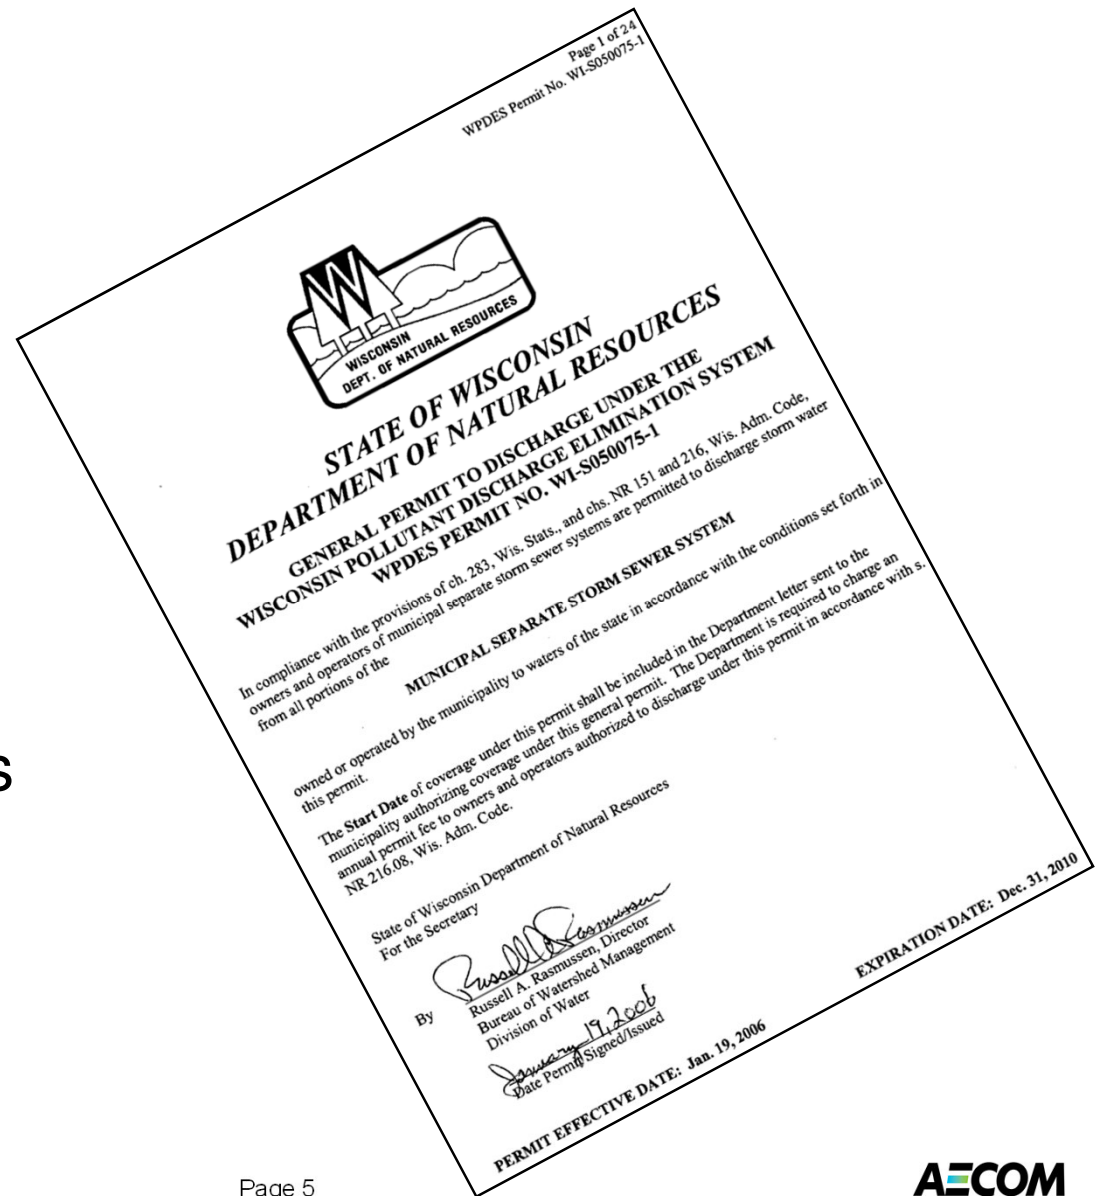 Page 1 of 24
WPDES Permit No. WI-S050075-1
W
WISCONSIN
DEPT. OF NATURAL RESOURCES
STATE OF WISCONSIN
DEPARTMENT OF NATURAL RESOURCES
GENERAL PERMIT TO DISCHARGE UNDER THE
WISCONSIN POLLUTANT DISCHARGE ELIMINATION SYSTEM
WPDES PERMIT NO. WI-S050075-1
In compliance with the provisions of ch. 283, Wis. Stats., and chs. NR 151 and 216, Wis. Adm. Code,
owners and operators of municipal separate storm sewer systems are permitted to discharge storm water
from all portions of the
MUNICIPAL SEPARATE STORM SEWER SYSTEM
owned or operated by the municipality to waters of the state in accordance with the conditions set forth in
this permit.
The Start Date of coverage under this permit shall be included in the Department letter sent to the
municipality authorizing coverage under this general permit. The Department is required to charge an
annual permit fee to owners and operators authorized to discharge under this permit in accordance with s.
NR 216.08, Wis. Adm. Code.
State of Wisconsin Department of Natural Resources
For the Secretary
By Russell A Rasmussen
Russell A. Rasmussen, Director
Bureau of Watershed Management
Division of Water
January 19, 2006
Date Permit Signed/Issued
PERMIT EFFECTIVE DATE: Jan. 19, 2006
EXPIRATION DATE: Dec. 31, 2010
s
Page 5
AECOM